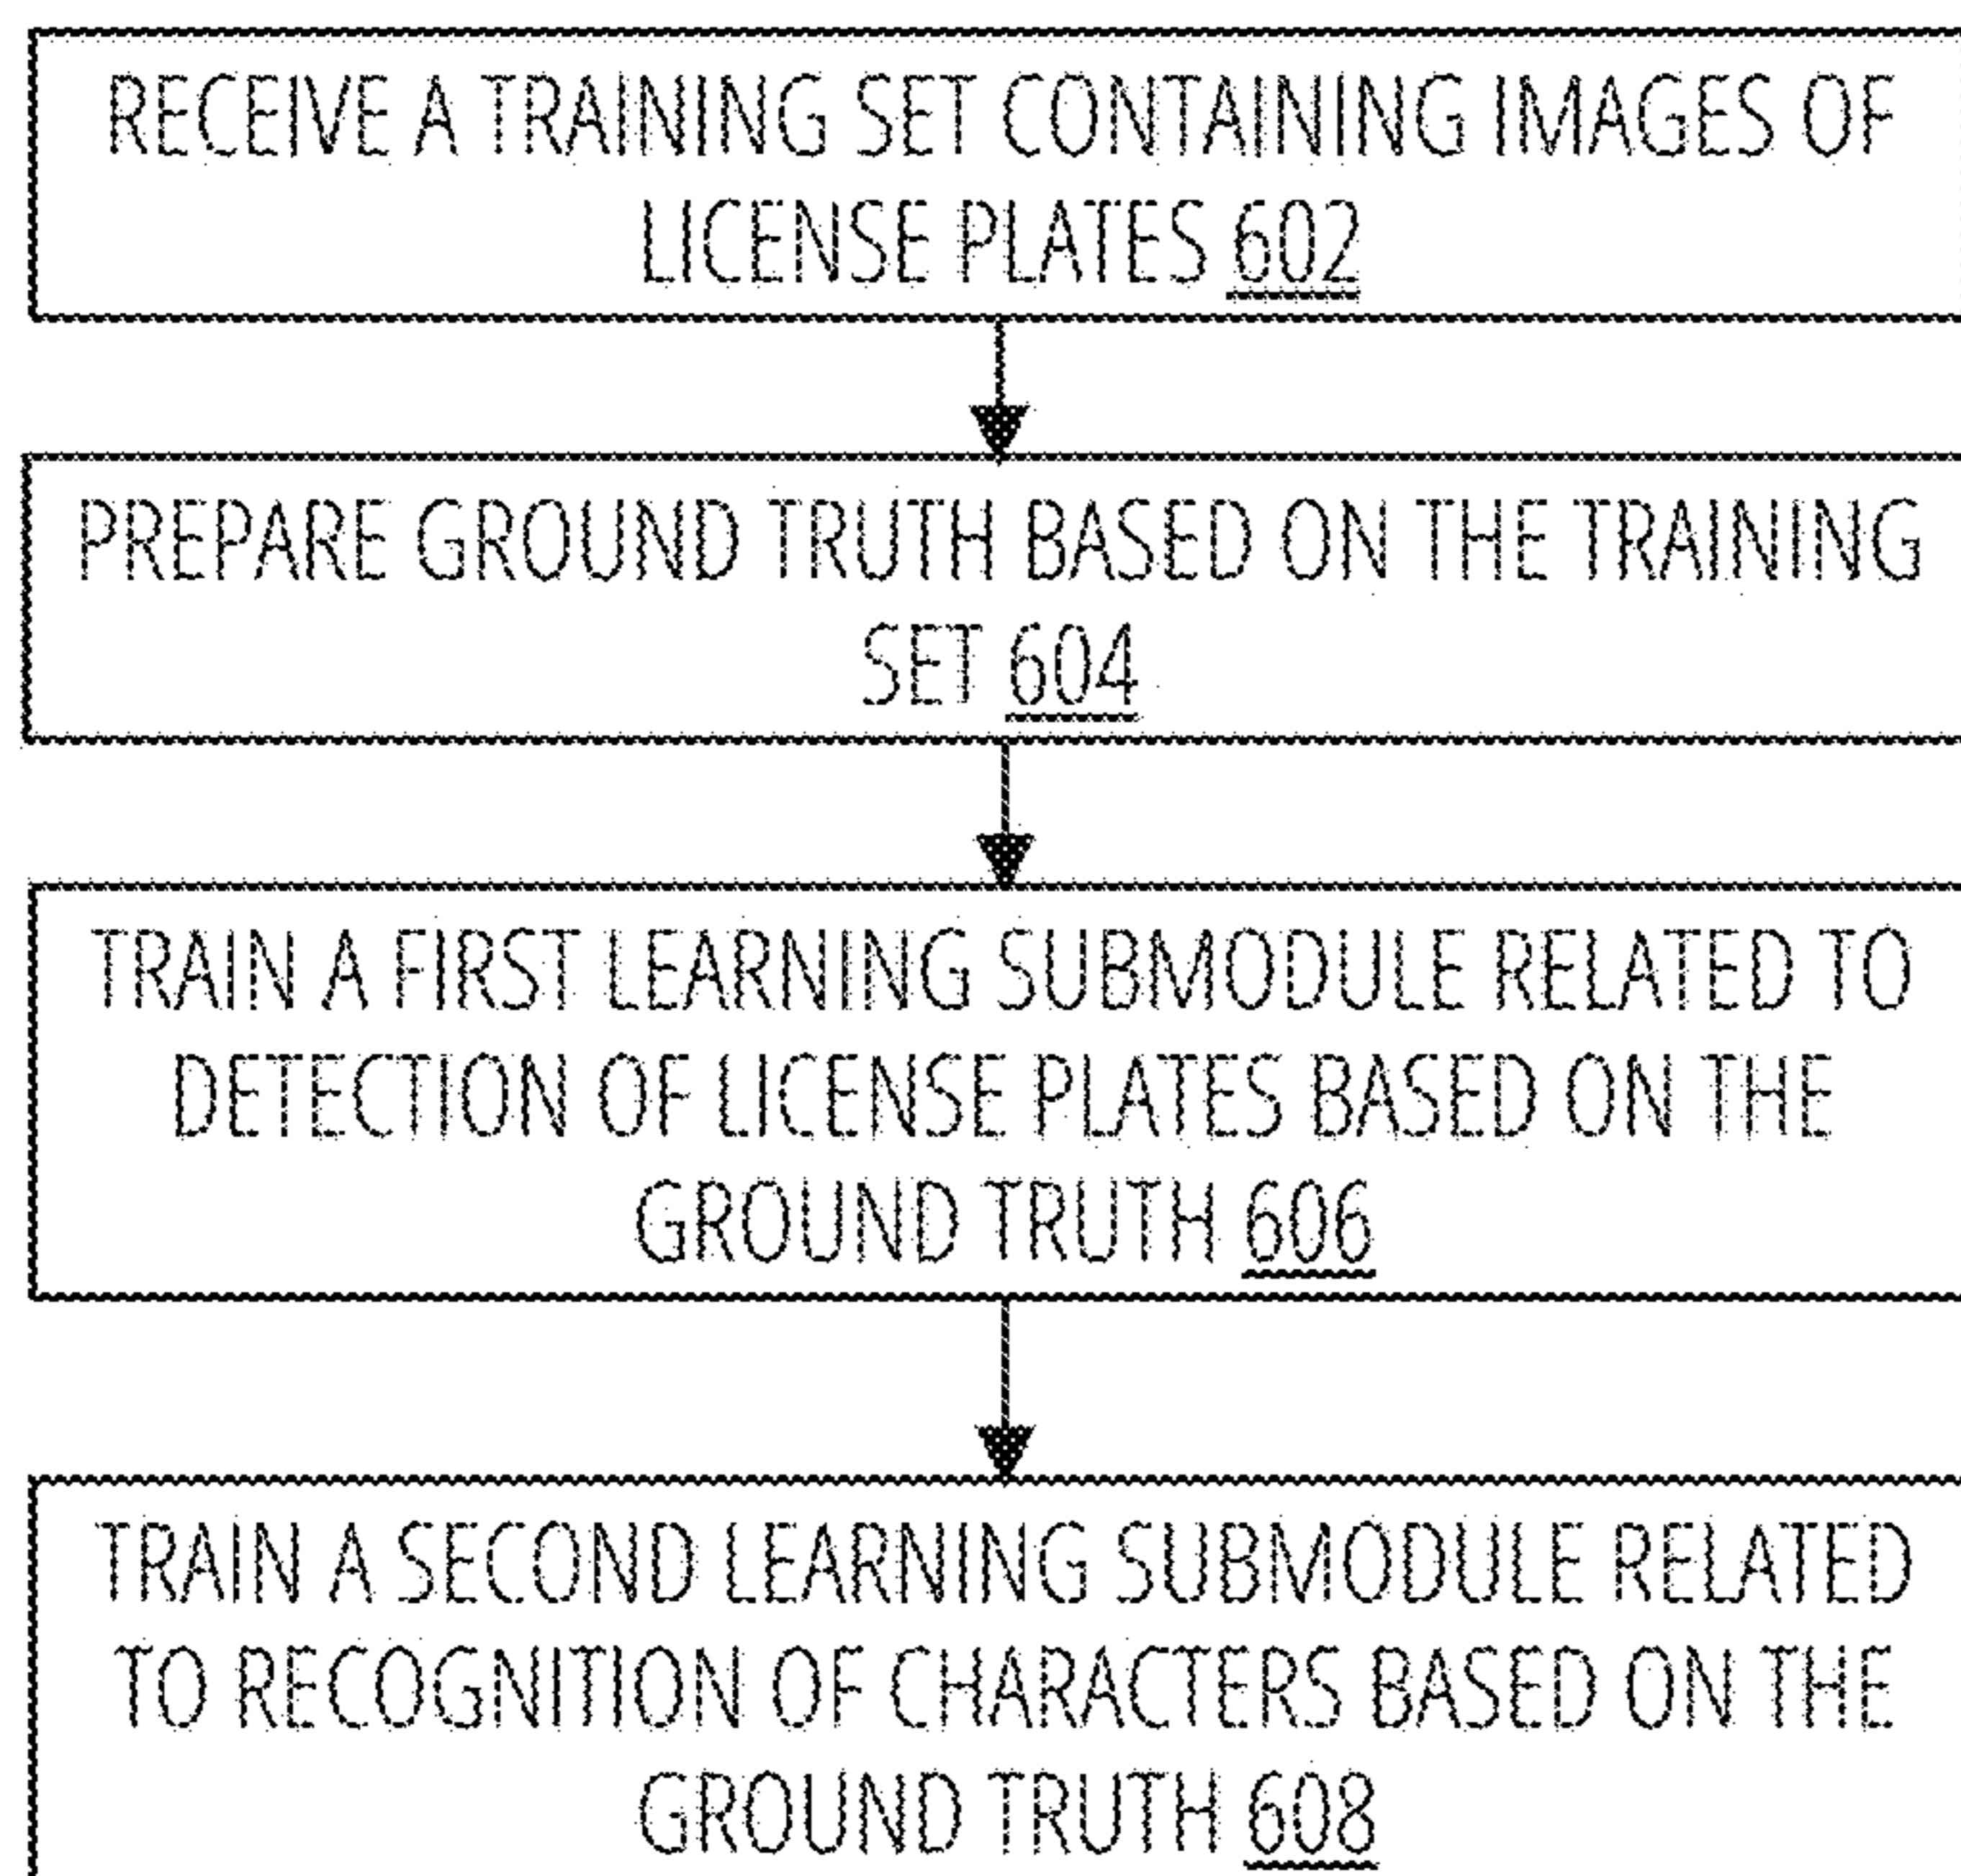 RECEIVE A TRAINING SET CONTAINING IMAGES OF
LICENSE PLATES 602
PREPARE GROUND TRUTH BASED ON THE TRAINING
SET 604
TRAIN A FIRST LEARNING SUBMODULE RELATED TO
DETECTION OF LICENSE PLATES BASED ON THE
GROUND TRUTH 606
TRAIN A SECOND LEARNING SUBMODULE RELATED
TO RECOGNITION OF CHARACTERS BASED ON THE
GROUND TRUTH 608